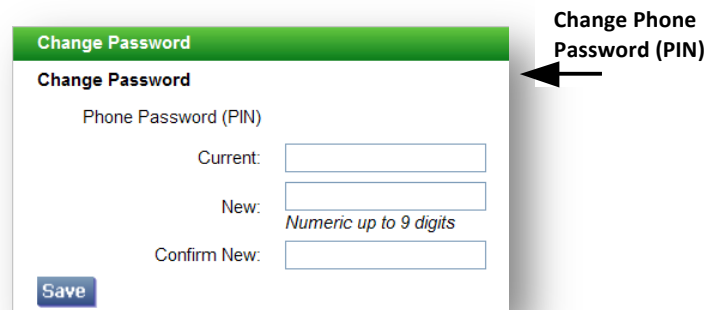 Change Password
Change Password
Phone Password (PIN)
Current:
New:
Numeric up to 9 digits
Confirm New:
Save
Change Phone
Password (PIN)